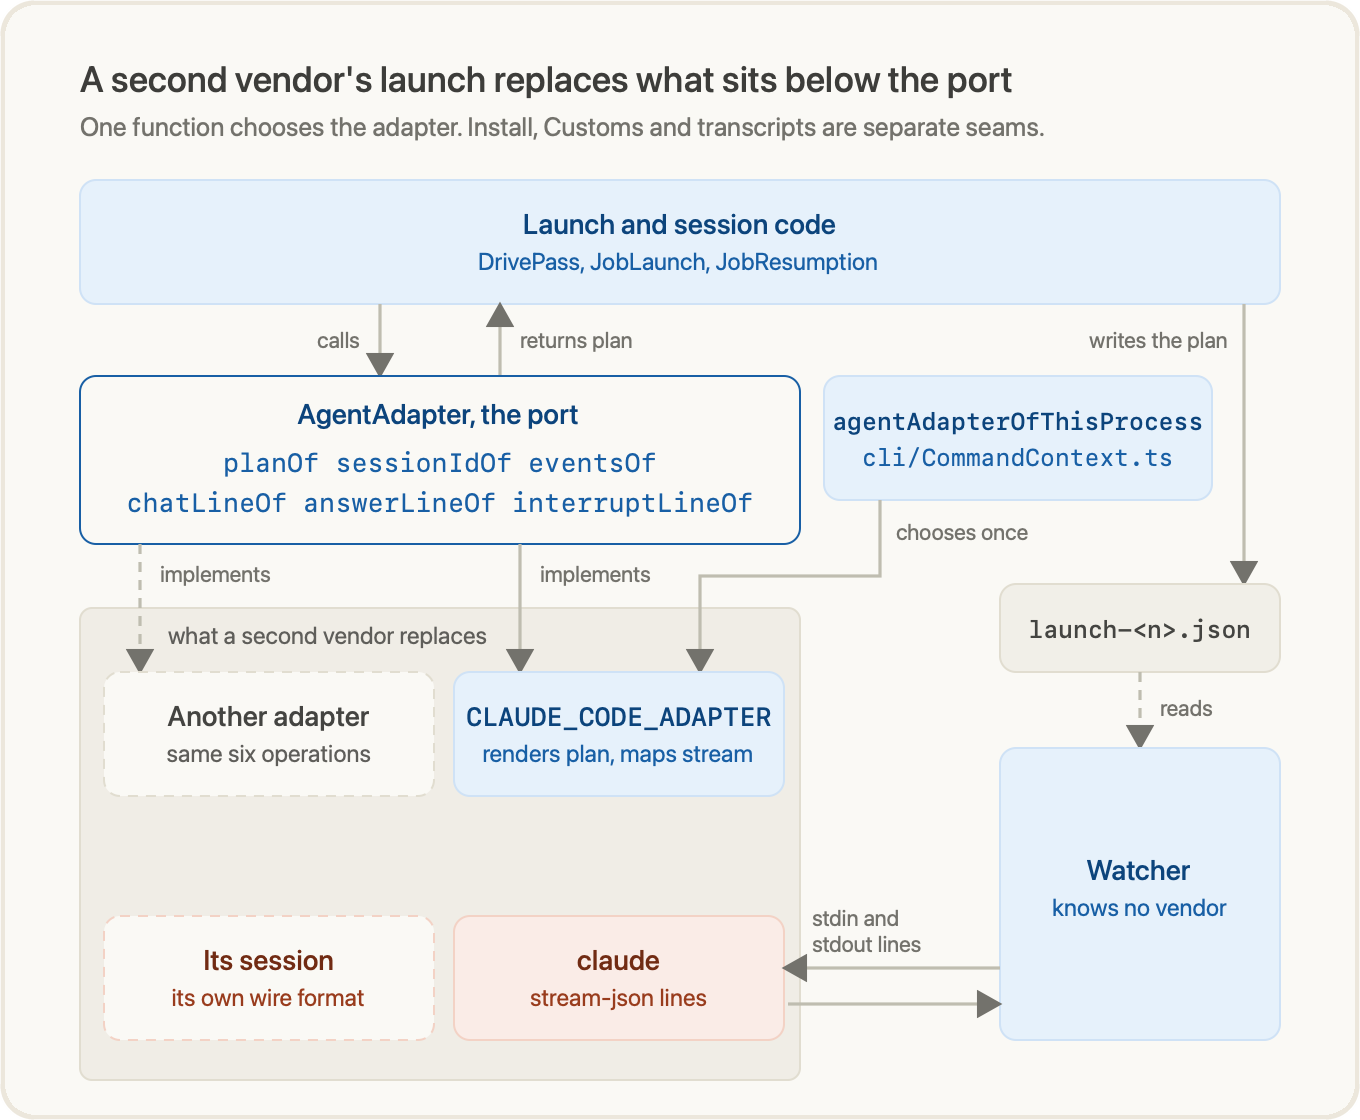 A second vendor's launch replaces what sits below the port
One function chooses the adapter. Install, Customs and transcripts are separate seams.
Launch and session code
DrivePass, JobLaunch, JobResumption
calls
returns plan
writes the plan
AgentAdapter, the port
planOf sessionIdOf eventsOf
chatLineOf answerLineOf interruptLineOf
agentAdapterOfThisProcess
cli/CommandContext.ts
chooses once
implements
implements
what a second vendor replaces
launch-<n>.json
reads
Another adapter
same six operations
CLAUDE_CODE_ADAPTER
renders plan, maps stream
Watcher
knows no vendor
stdin and
stdout lines
Its session
its own wire format
claude
stream-json lines